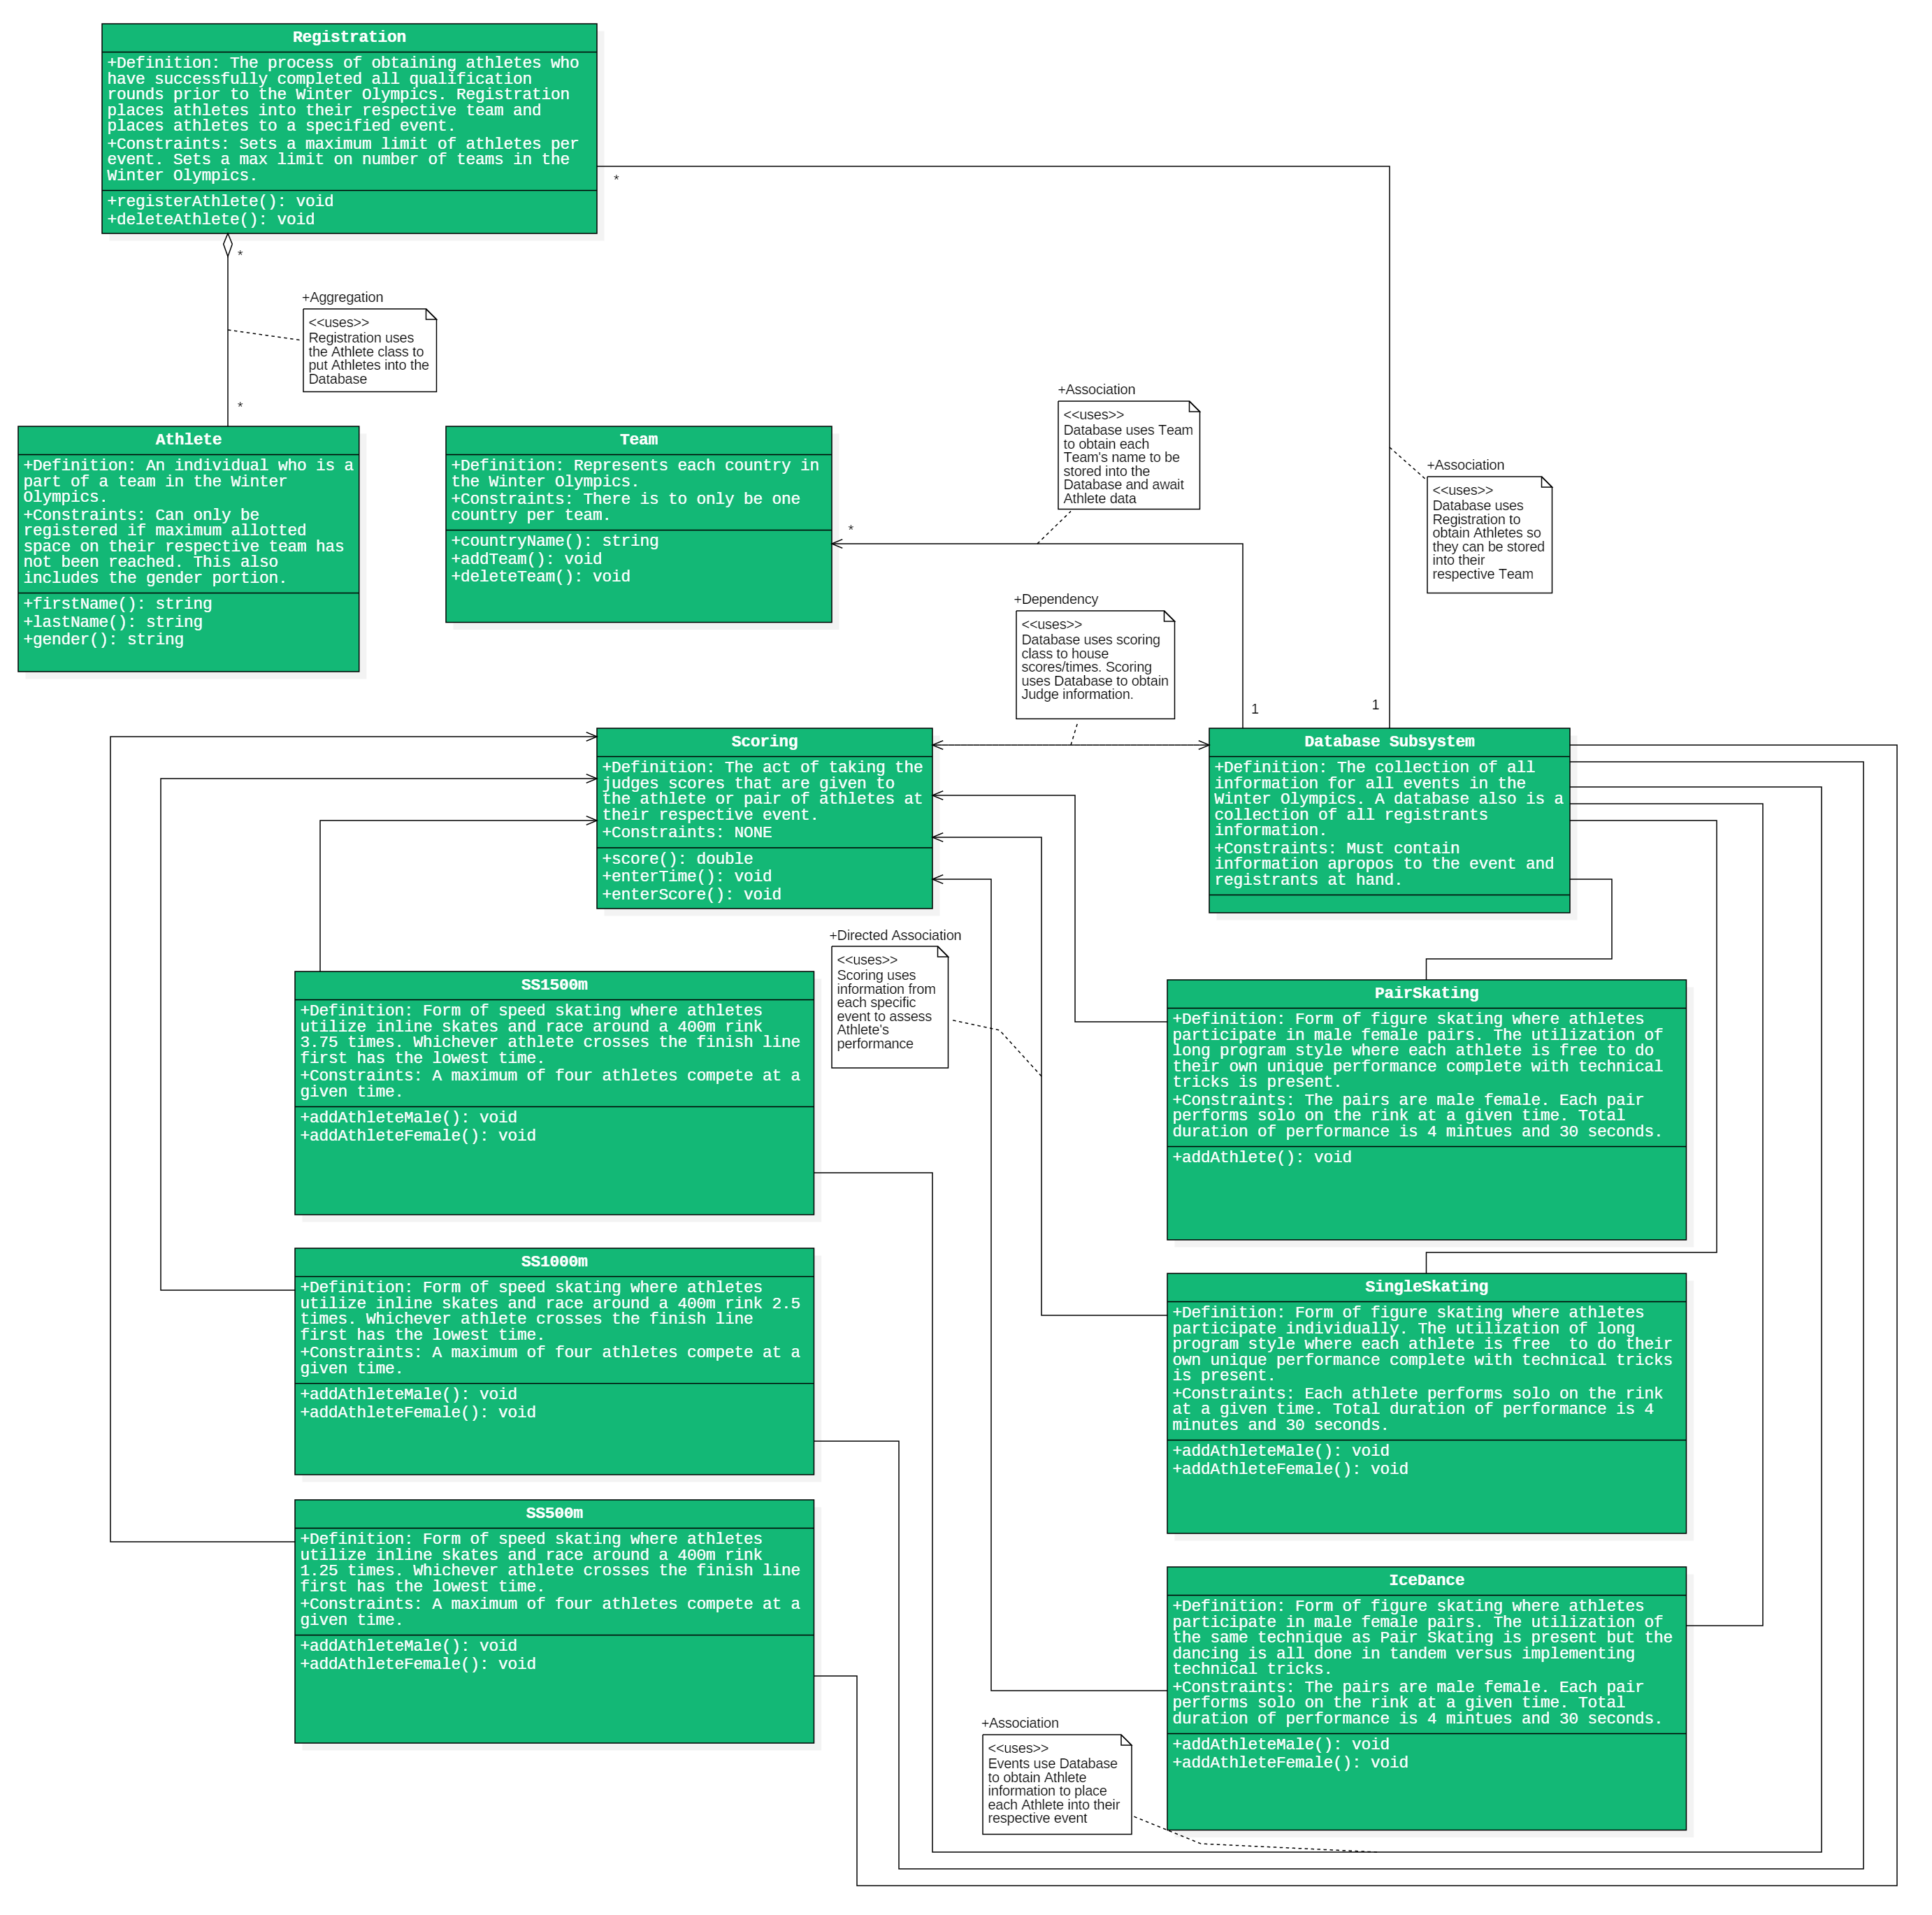 Registration
+Definition: The process of obtaining athletes who
have successfully completed all qualification
rounds prior to the Winter Olympics. Registration
places athletes into their respective team and
places athletes to a specified event.
+Constraints: Sets a maximum limit of athletes per
event. Sets a max limit on number of teams in the
Winter Olympics.
+registerAthlete(): void
+deleteAthlete(): void
*
*
+Aggregation
<<uses>>
Registration uses
the Athlete class to
put Athletes into the
Database
*
Athlete
+Definition: An individual who is a
part of a team in the Winter
Olympics.
+Constraints: Can only be
registered if maximum allotted
space on their respective team has
not been reached. This also
includes the gender portion.
+firstName(): string
+lastName(): string
+gender(): string
Team
+Definition: Represents each country in
the Winter Olympics.
+Constraints: There is to only be one
country per team.
+countryName(): string
+addTeam(): void
+deleteTeam(): void
*
+Association
<<uses>>
Database uses Team
to obtain each
Team's name to be
stored into the
Database and await
Athlete data
+Association
<<uses>>
Database uses
Registration to
obtain Athletes so
they can be stored
into their
respective Team
+Dependency
<<uses>>
Database uses scoring
class to house
scores/times. Scoring
uses Database to obtain
Judge information.
1
1
Scoring
+Definition: The act of taking the
judges scores that are given to
the athlete or pair of athletes at
their respective event.
+Constraints: NONE
+score(): double
+enterTime(): void
+enterScore(): void
Database Subsystem
+Definition: The collection of all
information for all events in the
Winter Olympics. A database also is a
collection of all registrants
information.
+Constraints: Must contain
information apropos to the event and
registrants at hand.
+Directed Association
<<uses>>
Scoring uses
information from
each specific
event to assess
Athlete's
performance
SS1500m
+Definition: Form of speed skating where athletes
utilize inline skates and race around a 400m rink
3.75 times. Whichever athlete crosses the finish line
first has the lowest time.
+Constraints: A maximum of four athletes compete at a
given time.
+addAthleteMale(): void
+addAthleteFemale(): void
PairSkating
+Definition: Form of figure skating where athletes
participate in male female pairs. The utilization of
long program style where each athlete is free to do
their own unique performance complete with technical
tricks is present.
+Constraints: The pairs are male female. Each pair
performs solo on the rink at a given time. Total
duration of performance is 4 mintues and 30 seconds.
+addAthlete(): void
SS1000m
+Definition: Form of speed skating where athletes
utilize inline skates and race around a 400m rink 2.5
times. Whichever athlete crosses the finish line
first has the lowest time.
+Constraints: A maximum of four athletes compete at a
given time.
+addAthleteMale(): void
+addAthleteFemale(): void
SingleSkating
+Definition: Form of figure skating where athletes
participate individually. The utilization of long
program style where each athlete is free  to do their
own unique performance complete with technical tricks
is present.
+Constraints: Each athlete performs solo on the rink
at a given time. Total duration of performance is 4
minutes and 30 seconds.
+addAthleteMale(): void
+addAthleteFemale(): void
SS500m
+Definition: Form of speed skating where athletes
utilize inline skates and race around a 400m rink
1.25 times. Whichever athlete crosses the finish line
first has the lowest time.
+Constraints: A maximum of four athletes compete at a
given time.
+addAthleteMale(): void
+addAthleteFemale(): void
IceDance
+Definition: Form of figure skating where athletes
participate in male female pairs. The utilization of
the same technique as Pair Skating is present but the
dancing is all done in tandem versus implementing
technical tricks.
+Constraints: The pairs are male female. Each pair
performs solo on the rink at a given time. Total
duration of performance is 4 mintues and 30 seconds.
+addAthleteMale(): void
+addAthleteFemale(): void
+Association
<<uses>>
Events use Database
to obtain Athlete
information to place
each Athlete into their
respective event